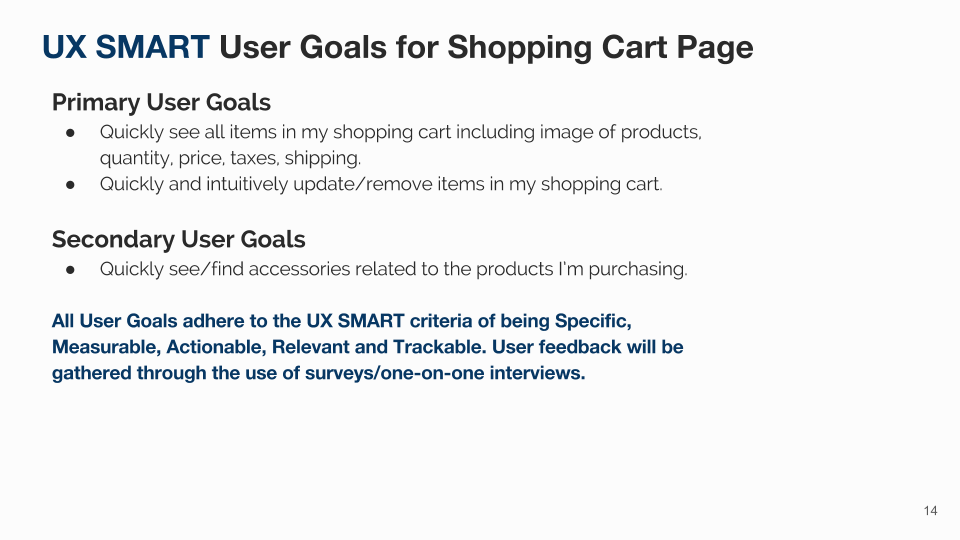 UX SMART User Goals for Shopping Cart Page
Primary User Goals
● Quickly see all items in my shopping cart including image of products,
quantity, price, taxes, shipping.
● Quickly and intuitively update/remove items in my shopping cart.
Secondary User Goals
● Quickly see/find accessories related to the products I'm purchasing.
All User Goals adhere to the UX SMART criteria of being Specific,
Measurable, Actionable, Relevant and Trackable. User feedback will be
gathered through the use of surveys/one-on-one interviews.
14